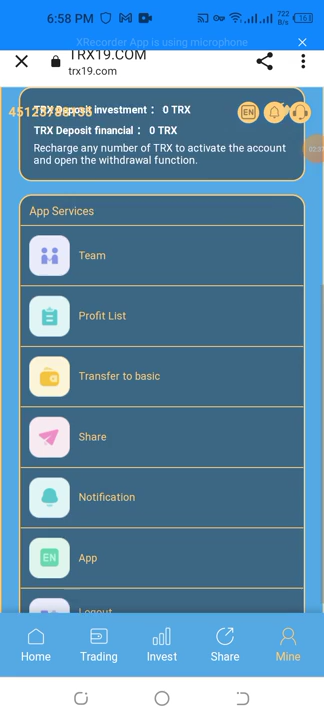 6:58 PM
722
B/s
16
XRecorder App is using microphone
TRX19.COM
trx19.com
TRX Deposit investment： 0 TRX
EN
TRX Deposit financial： 0 TRX
Recharge any number of TRX to activate the account
and open the withdrawal function.
App Services
Team
Profit List
Transfer to basic
Share
Notification
EN
App
Logout
Home
Trading
Invest
Share
Mine